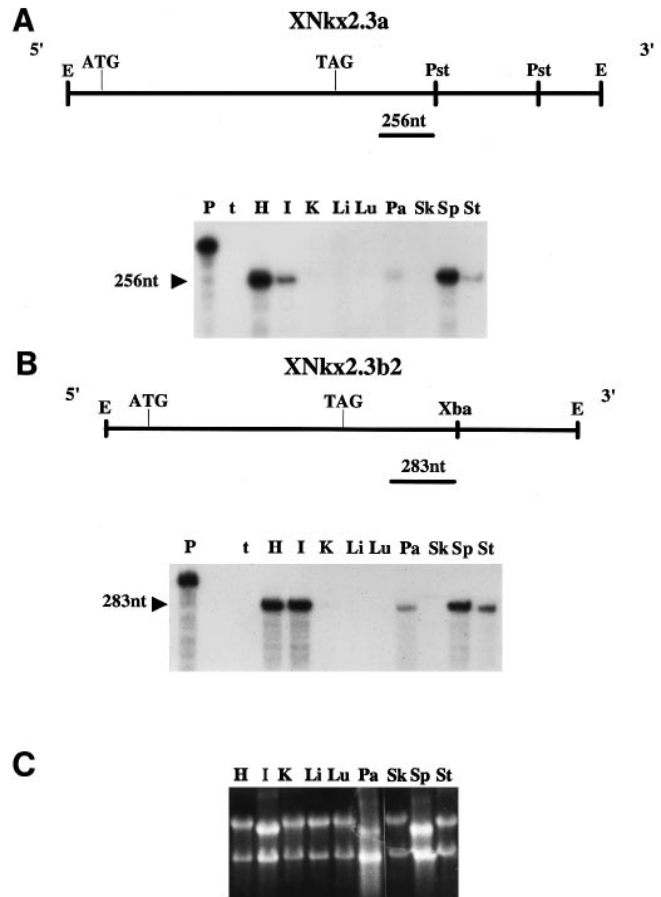 A
XNkx2.3a
5' 3'
E ATG TAG Pst Pst E
256nt
P t H I K Li Lu Pa Sk Sp St
256nt
B
XNkx2.3b2
5' 3'
E ATG TAG Xba E
283nt
P t H I K Li Lu Pa Sk Sp St
283nt
C
H I K Li Lu Pa Sk Sp St